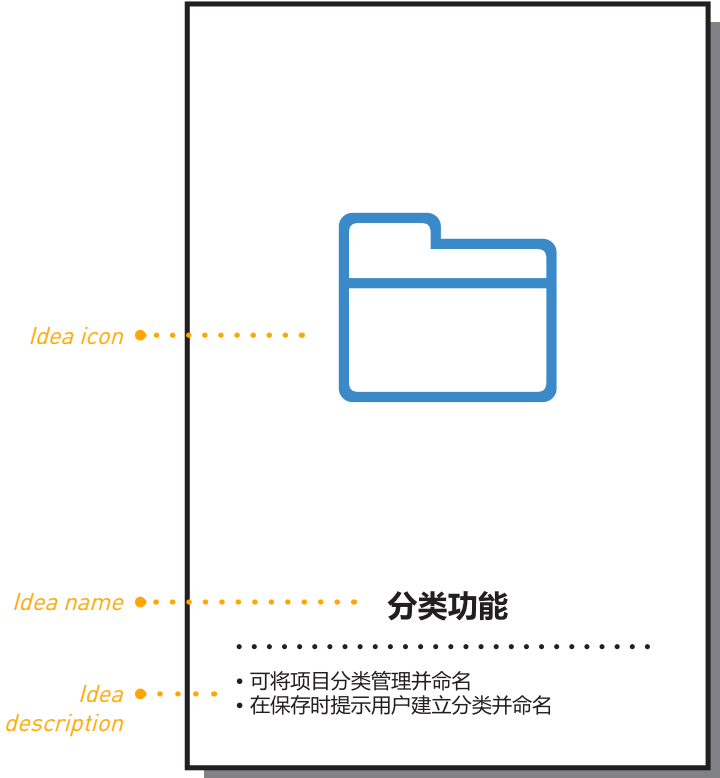 Idea icon
Idea name
分类功能
Idea
description
• 可将项目分类管理并命名
• 在保存时提示用户建立分类并命名